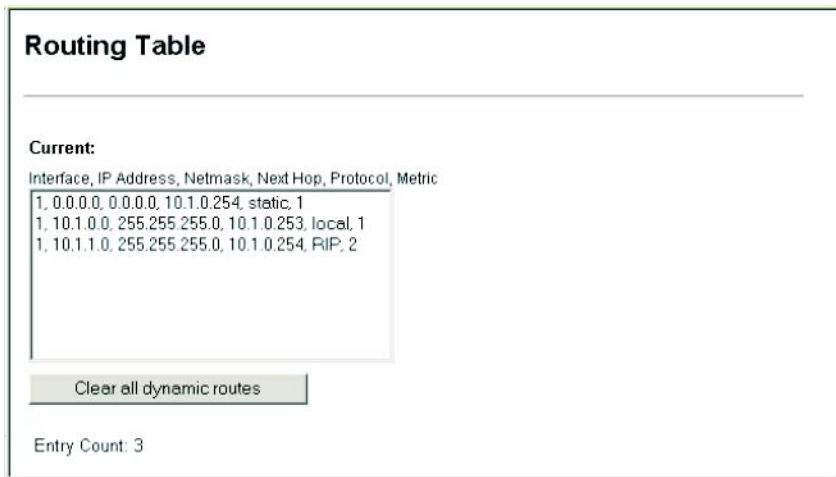 Routing Table
Current:
Interface, IP Address, Netmask, Next Hop, Protocol, Metric
1, 0.0.0.0, 0.0.0.0, 10.1.0.254, static, 1
1, 10.1.0.0, 255.255.255.0, 10.1.0.253, local, 1
1, 10.1.1.0, 255.255.255.0, 10.1.0.254, RIP, 2
Clear all dynamic routes
Entry Count: 3